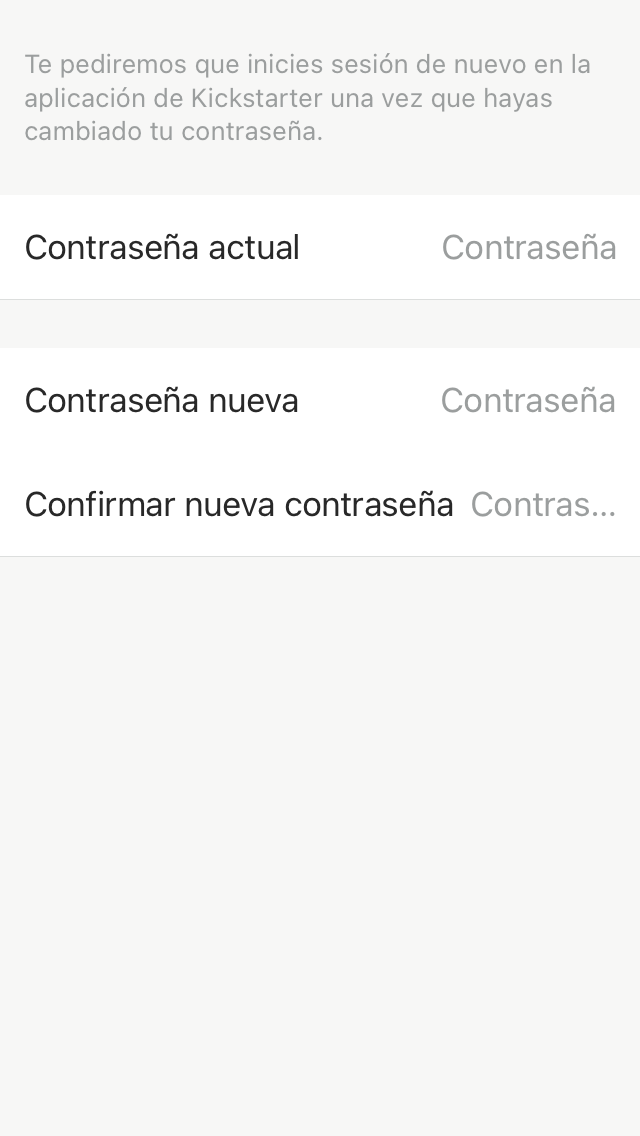 Te pediremos que inicies sesión de nuevo en la
aplicación de Kickstarter una vez que hayas
cambiado tu contraseña.
Contraseña actual Contraseña
Contraseña nueva Contraseña
Confirmar nueva contraseña Contras...